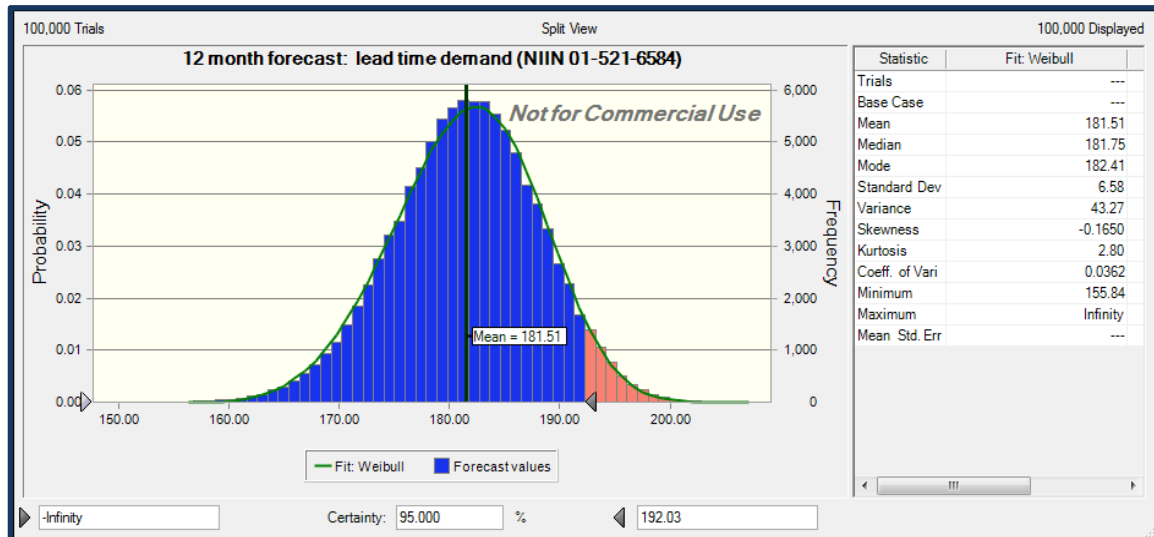 100,000 Trials Split View 100,000 Displayed
12 month forecast: lead time demand (NIIN 01-521-6584)
Not for Commercial Use
0.06
0.05
0.04
0.03
0.02
0.01
0.00
Probability
6,000
5,000
4,000
3,000
2,000
1,000
0
Frequency
Mean = 181.51
150.00 160.00 170.00 180.00 190.00 200.00
Fit: Weibull Forecast values
Statistic Fit: Weibull
Trials ---
Base Case ---
Mean 181.51
Median 181.75
Mode 182.41
Standard Dev 6.58
Variance 43.27
Skewness -0.1650
Kurtosis 2.80
Coeff. of Vari 0.0362
Minimum 155.84
Maximum Infinity
Mean Std. Err ---
-Infinity Certainty: 95.000 % 192.03